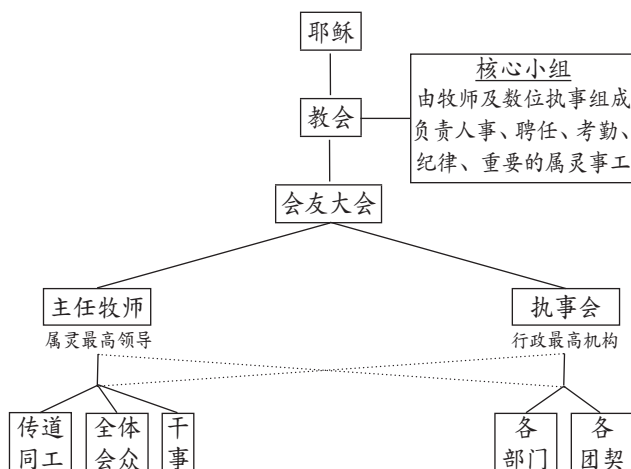 耶稣
核心小组
由牧师及数位执事组成
负责人事、聘任、考勤、
纪律、重要的属灵事工
教会
会友大会
主任牧师
属灵最高领导
执事会
行政最高机构
传道
同工
全体
会众
干
事
各
部门
各
团契